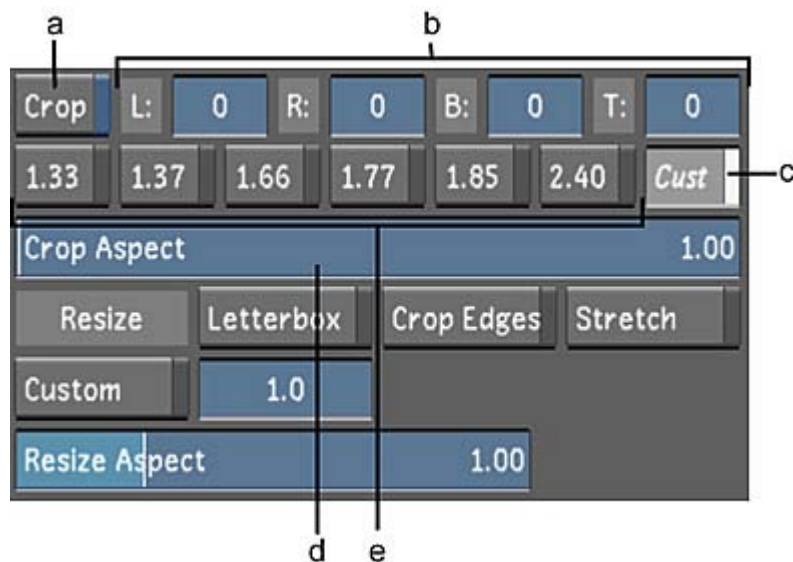 a b
Crop L: 0 R: 0 B: 0 T: 0
1.33 1.37 1.66 1.77 1.85 2.40 Cust c
Crop Aspect 1.00
Resize Letterbox Crop Edges Stretch
Custom 1.0
Resize Aspect 1.00
d e